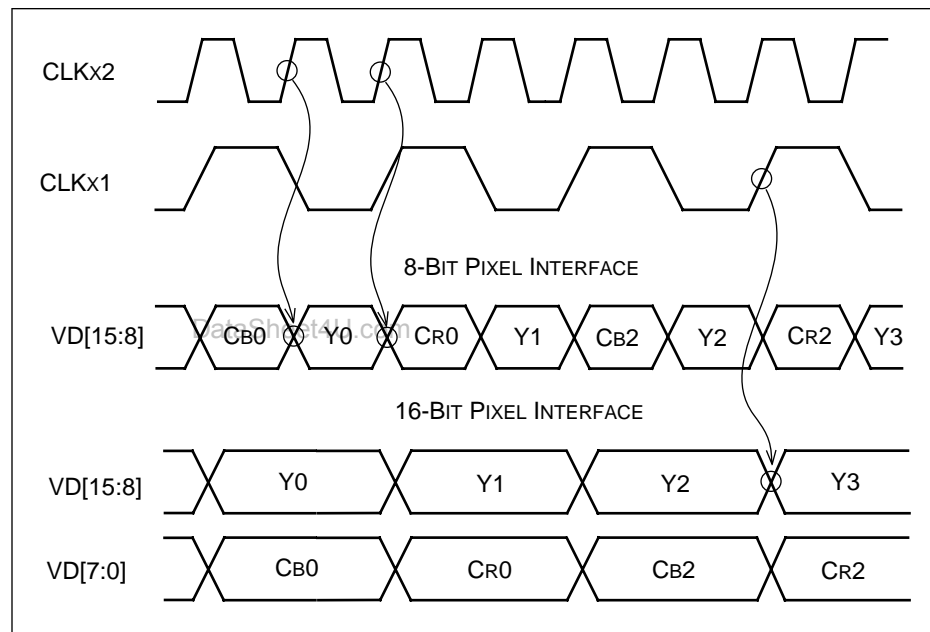 CLKX2
CLKX1
8-BIT PIXEL INTERFACE
DataSheet4U.com
VD[15:8] CB0 Y0 CR0 Y1 CB2 Y2 CR2 Y3
16-BIT PIXEL INTERFACE
VD[15:8] Y0 Y1 Y2 Y3
VD[7:0] CB0 CR0 CB2 CR2